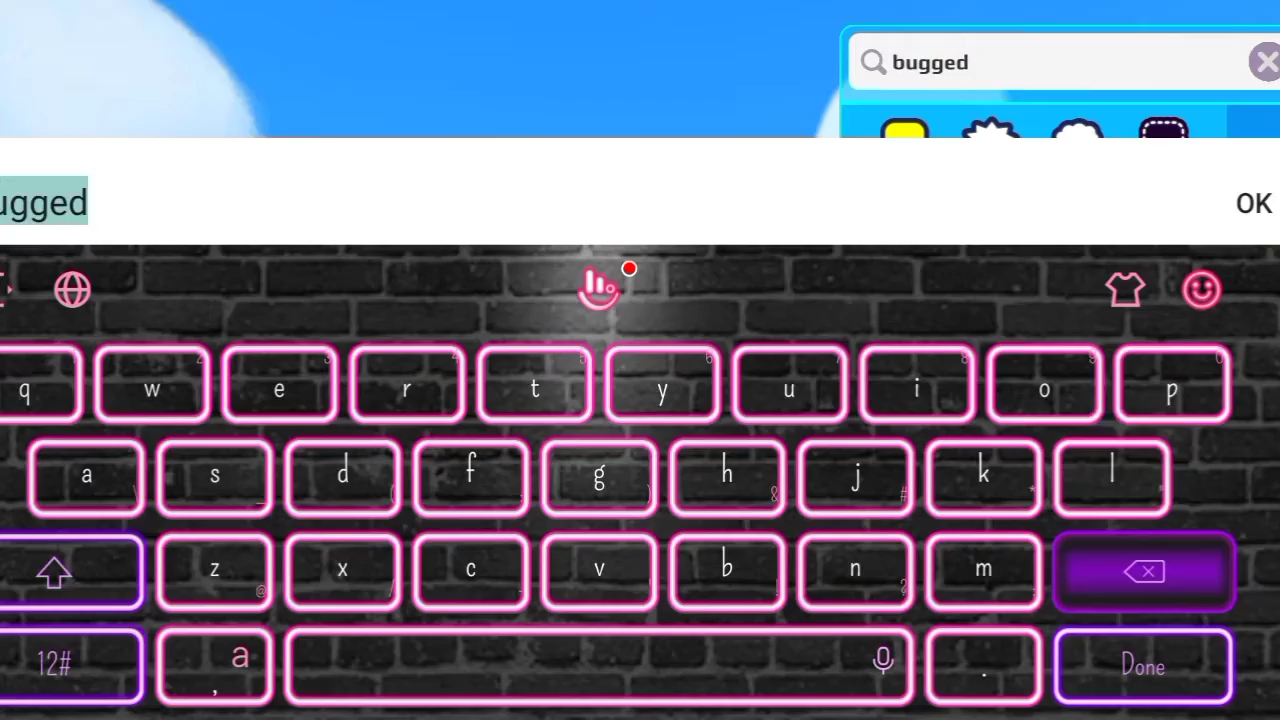 bugged
ugged
OK
q w e r t y u i o p
a s d f g h j k l
z x c v b n m
12# a , . Done